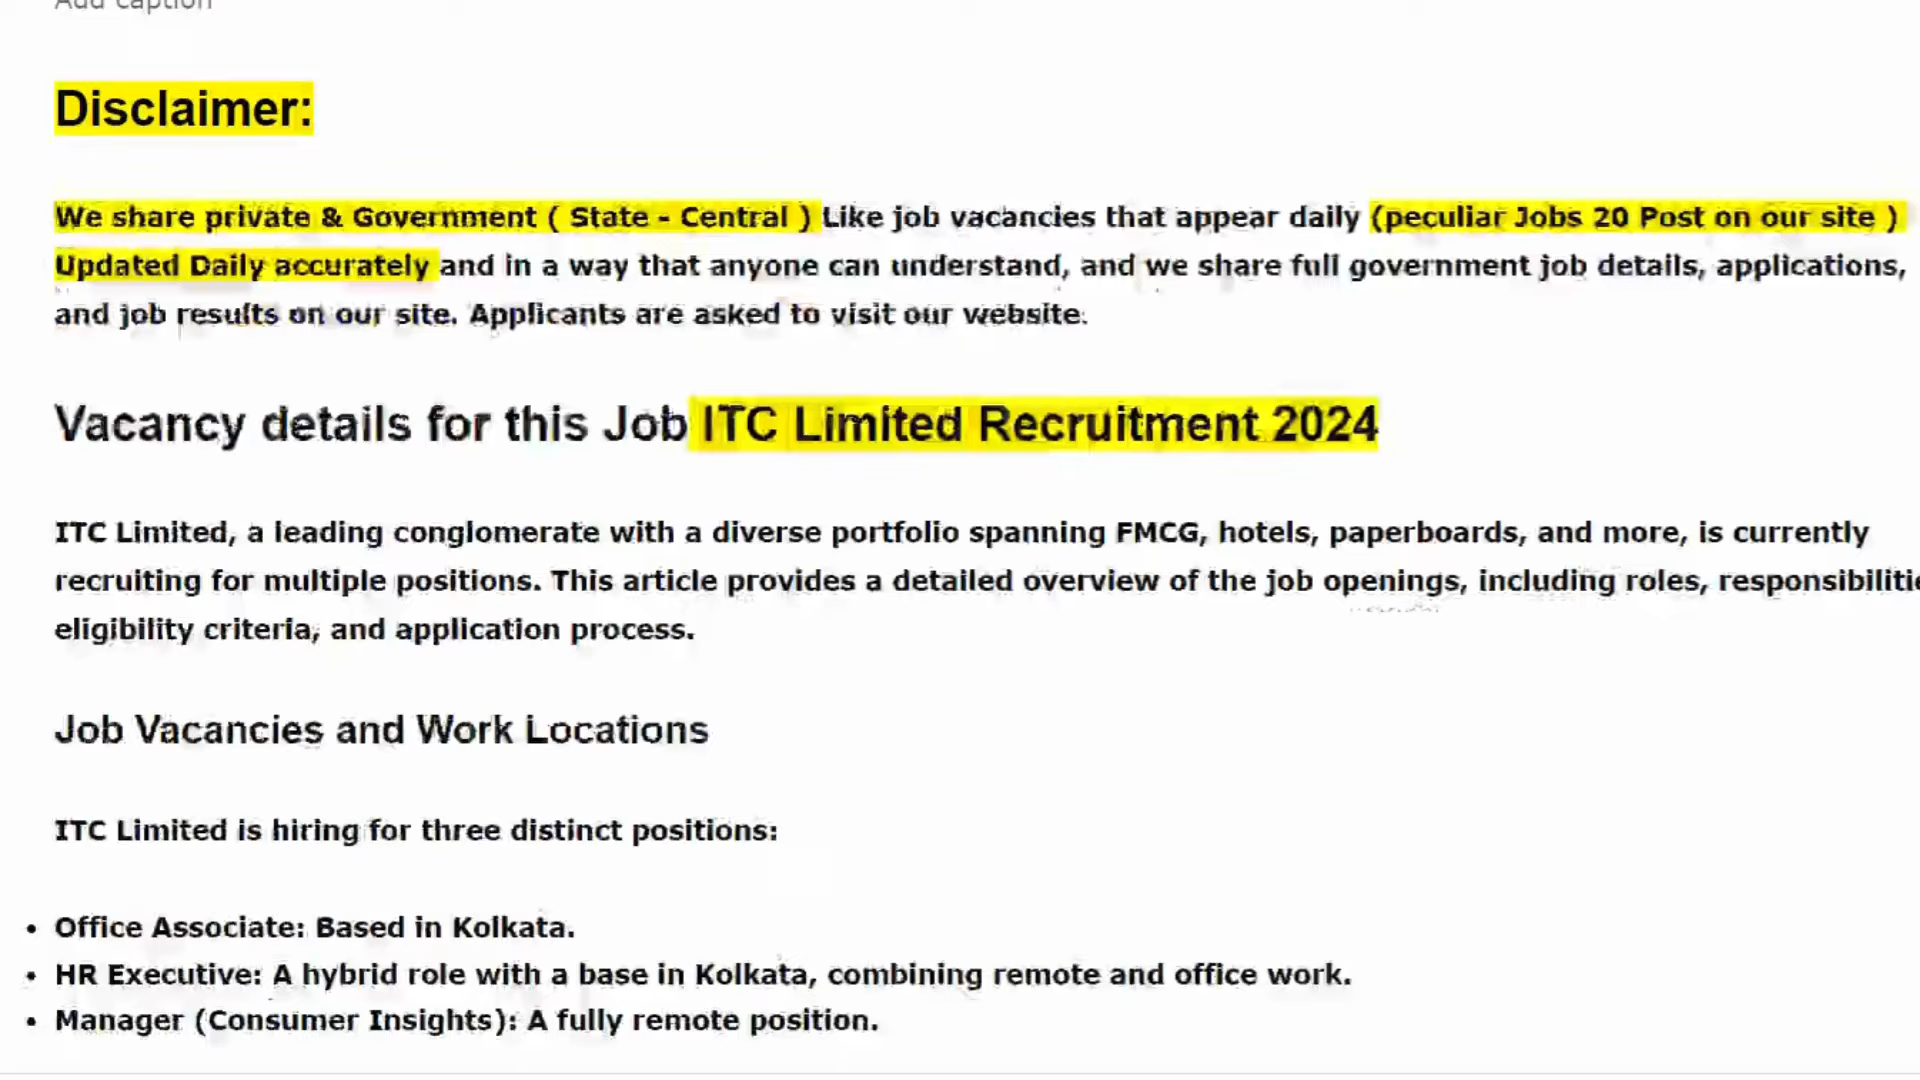 Add caption
Disclaimer:
We share private & Government ( State - Central ) Like job vacancies that appear daily (peculiar Jobs 20 Post on our site )
Updated Daily accurately and in a way that anyone can understand, and we share full government job details, applications,
and job results on our site. Applicants are asked to visit our website.
Vacancy details for this Job ITC Limited Recruitment 2024
ITC Limited, a leading conglomerate with a diverse portfolio spanning FMCG, hotels, paperboards, and more, is currently
recruiting for multiple positions. This article provides a detailed overview of the job openings, including roles,
eligibility criteria, and application process.
Job Vacancies and Work Locations
ITC Limited is hiring for three distinct positions:
• Office Associate: Based in Kolkata.
• HR Executive: A hybrid role with a base in Kolkata, combining remote and office work.
• Manager (Consumer Insights): A fully remote position.